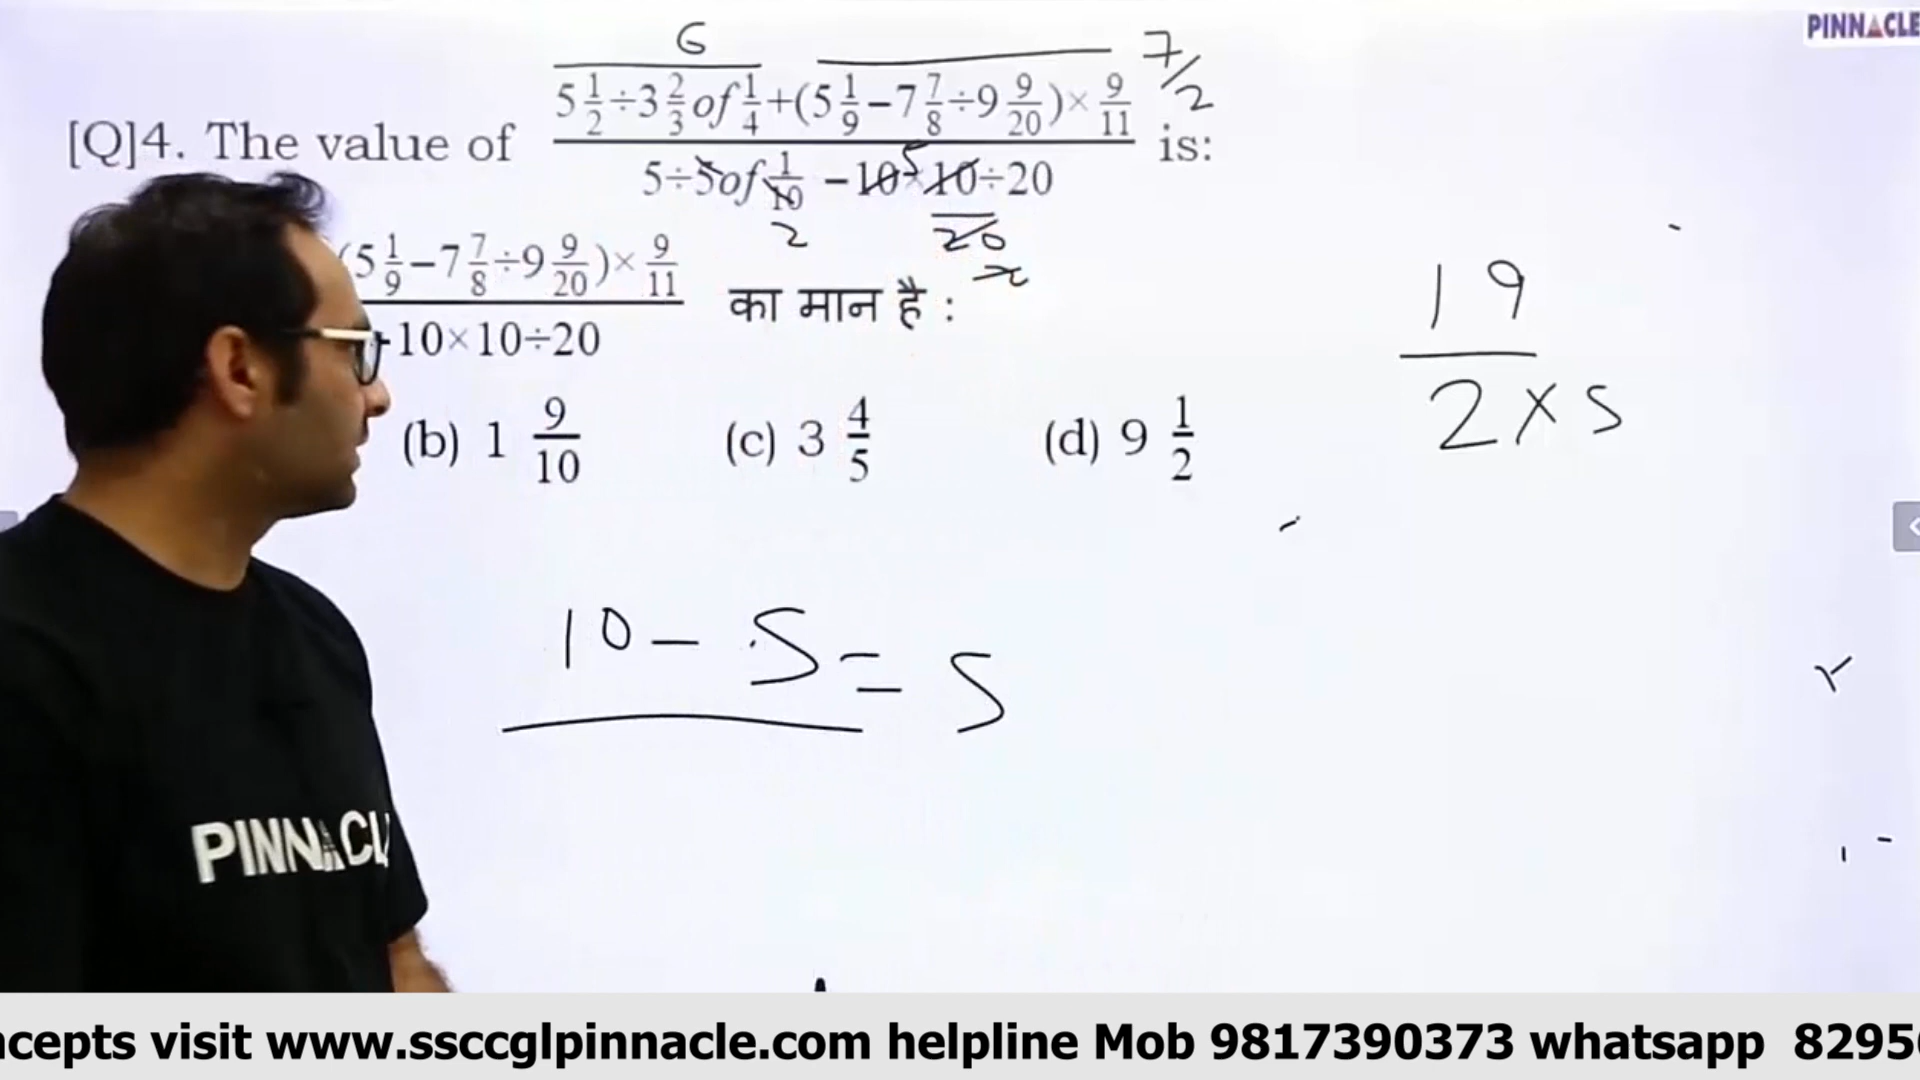 PINNACLE
6
7/2
5 1/2 ÷ 3 2/3 of 1/4 + (5 1/9 − 7 7/8 ÷ 9 9/20) × 9/11
[Q]4. The value of is:
5 ÷ 5 of 1/10 − 10 × 10 ÷ 20
5
2 20
2
(5 1/9 − 7 7/8 ÷ 9 9/20) × 9/11
का मान है :
10×10÷20
19
2 × 5
(b) 1 9/10 (c) 3 4/5 (d) 9 1/2
10 − 5 = 5
PINNACL
ncepts visit www.ssccglpinnacle.com helpline Mob 9817390373 whatsapp 8295